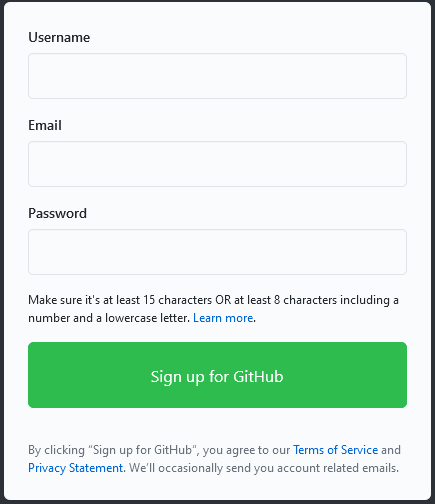 Username
Email
Password
Make sure it's at least 15 characters OR at least 8 characters including a
number and a lowercase letter. Learn more.
Sign up for GitHub
By clicking “Sign up for GitHub”, you agree to our Terms of Service and
Privacy Statement. We’ll occasionally send you account related emails.